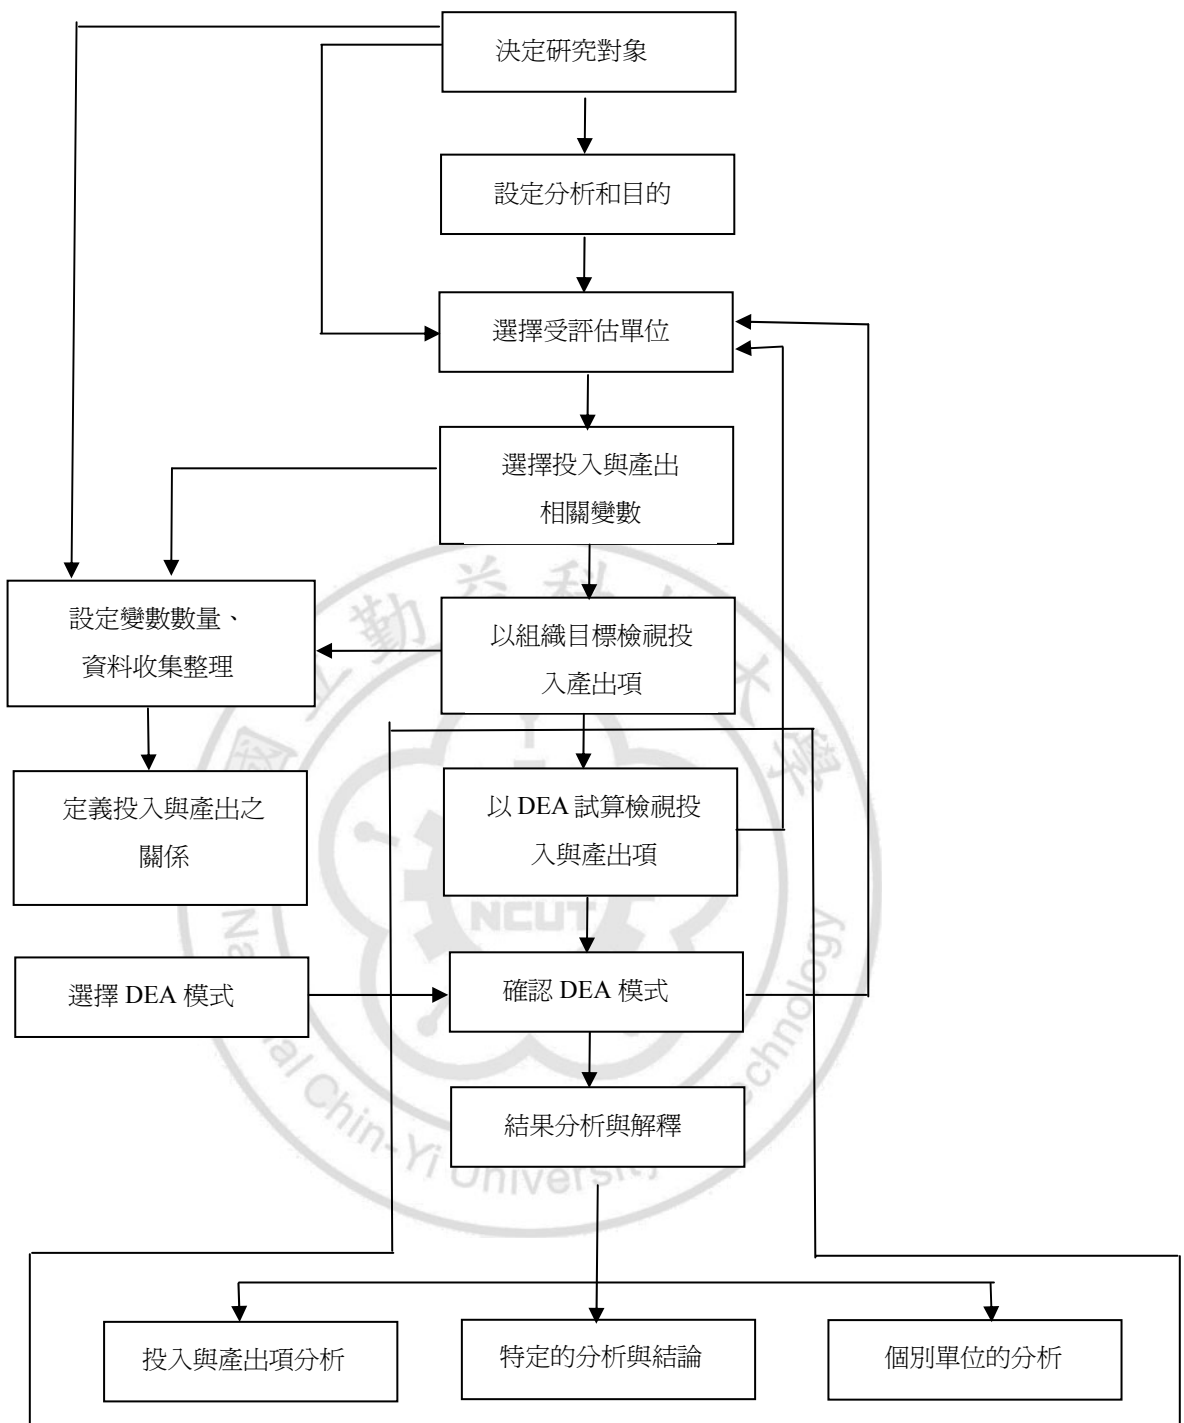 決定研究對象
設定分析和目的
選擇受評估單位
選擇投入與產出
相關變數
設定變數數量、
資料收集整理
以組織目標檢視投
入產出項
定義投入與產出之
關係
以 DEA 試算檢視投
入與產出項
選擇 DEA 模式
確認 DEA 模式
結果分析與解釋
投入與產出項分析
特定的分析與結論
個別單位的分析
NCUT